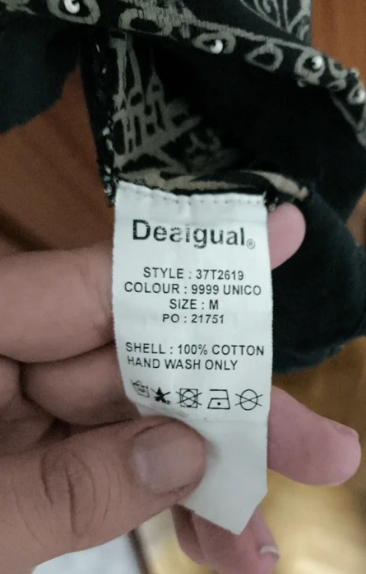 Desigual®
STYLE : 37T2619
COLOUR : 9999 UNICO
SIZE : M
PO : 21751
SHELL : 100% COTTON
HAND WASH ONLY